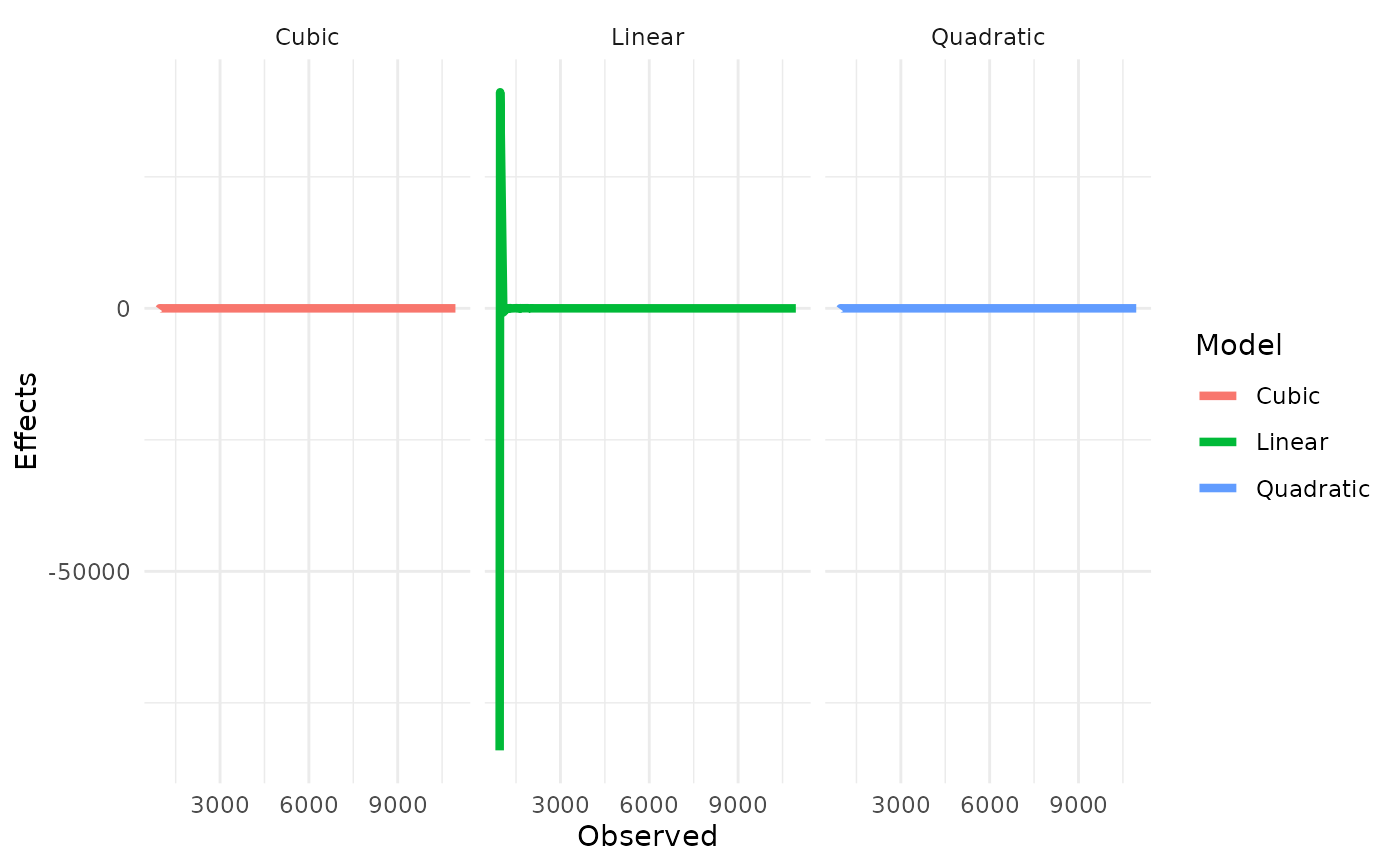 Cubic Linear Quadratic
0
-50000
Effects
3000 6000 9000 3000 6000 9000 3000 6000 9000
Observed
Model
Cubic
Linear
Quadratic